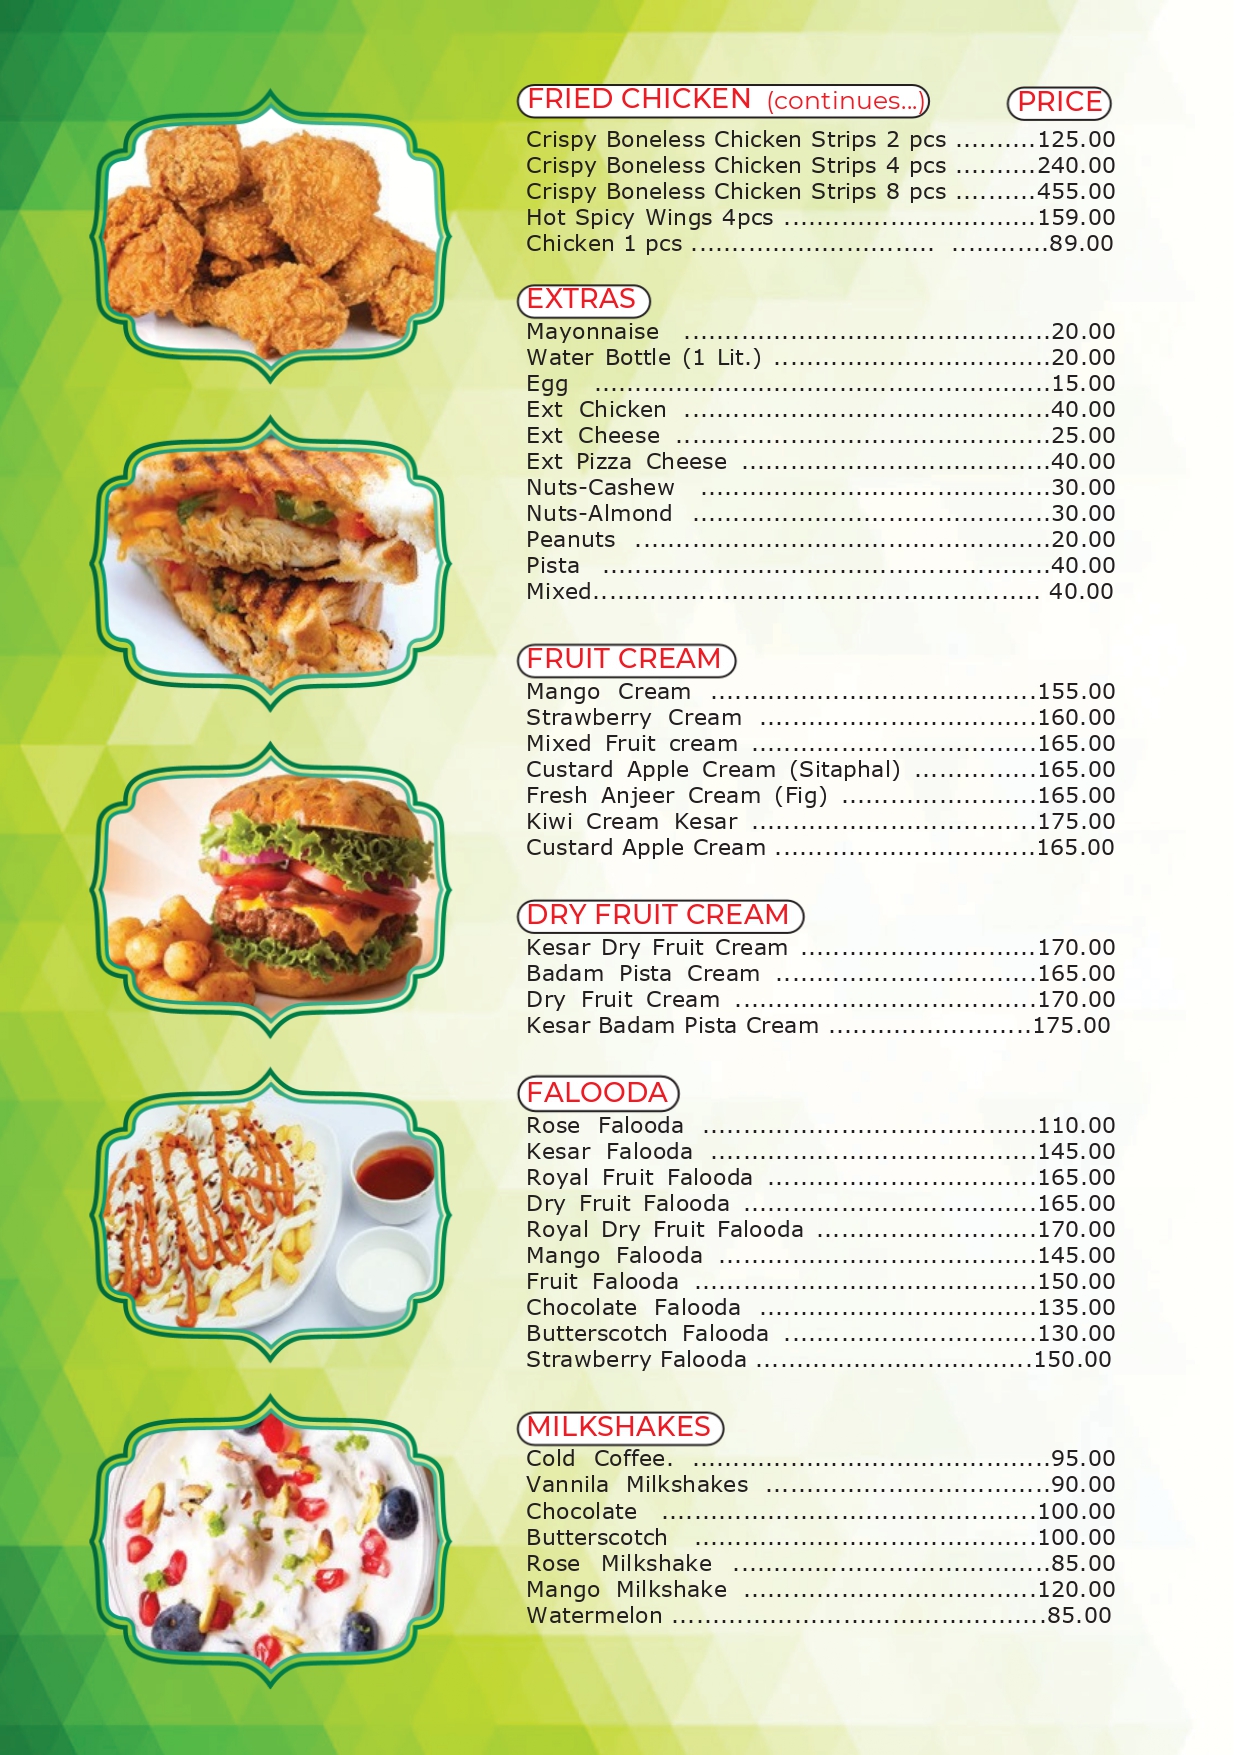 FRIED CHICKEN (continues...) PRICE
Crispy Boneless Chicken Strips 2 pcs ..........125.00
Crispy Boneless Chicken Strips 4 pcs ..........240.00
Crispy Boneless Chicken Strips 8 pcs ..........455.00
Hot Spicy Wings 4pcs ...............................159.00
Chicken 1 pcs .............................. ............89.00
EXTRAS
Mayonnaise .............................................20.00
Water Bottle (1 Lit.) ..................................20.00
Egg ........................................................15.00
Ext Chicken .............................................40.00
Ext Cheese ..............................................25.00
Ext Pizza Cheese ......................................40.00
Nuts-Cashew ...........................................30.00
Nuts-Almond ............................................30.00
Peanuts ...................................................20.00
Pista .......................................................40.00
Mixed....................................................... 40.00
FRUIT CREAM
Mango Cream ........................................155.00
Strawberry Cream ..................................160.00
Mixed Fruit cream ...................................165.00
Custard Apple Cream (Sitaphal) ...............165.00
Fresh Anjeer Cream (Fig) ........................165.00
Kiwi Cream Kesar ...................................175.00
Custard Apple Cream ................................165.00
DRY FRUIT CREAM
Kesar Dry Fruit Cream .............................170.00
Badam Pista Cream ................................165.00
Dry Fruit Cream .....................................170.00
Kesar Badam Pista Cream .........................175.00
FALOODA
Rose Falooda .........................................110.00
Kesar Falooda ........................................145.00
Royal Fruit Falooda .................................165.00
Dry Fruit Falooda ....................................165.00
Royal Dry Fruit Falooda ...........................170.00
Mango Falooda .......................................145.00
Fruit Falooda ..........................................150.00
Chocolate Falooda ..................................135.00
Butterscotch Falooda ...............................130.00
Strawberry Falooda ..................................150.00
MILKSHAKES
Cold Coffee. ............................................95.00
Vannila Milkshakes ...................................90.00
Chocolate ..............................................100.00
Butterscotch ..........................................100.00
Rose Milkshake .......................................85.00
Mango Milkshake ....................................120.00
Watermelon ..............................................85.00